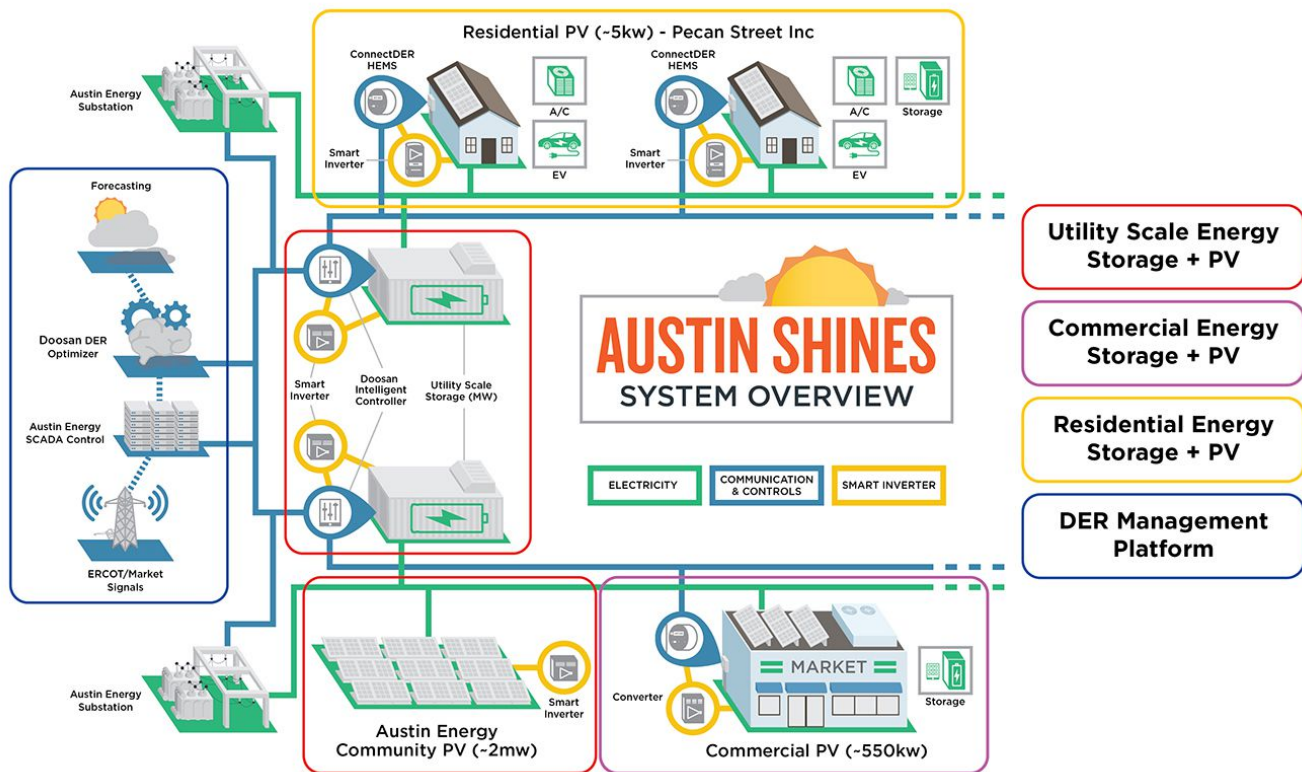 Residential PV (~5kw) - Pecan Street Inc
ConnectDER
HEMS
A/C
Smart
Inverter
EV
ConnectDER
HEMS
A/C
Storage
Smart
Inverter
EV
Austin Energy
Substation
Forecasting
Doosan DER
Optimizer
Austin Energy
SCADA Control
ERCOT/Market
Signals
Smart
Inverter
Doosan
Intelligent
Controller
Utility Scale
Storage (MW)
AUSTIN SHINES
SYSTEM OVERVIEW
ELECTRICITY
COMMUNICATION
& CONTROLS
SMART INVERTER
Utility Scale Energy
Storage + PV
Commercial Energy
Storage + PV
Residential Energy
Storage + PV
DER Management
Platform
Austin Energy
Substation
Smart
Inverter
Austin Energy
Community PV (~2mw)
MARKET
Converter
Storage
Commercial PV (~550kw)